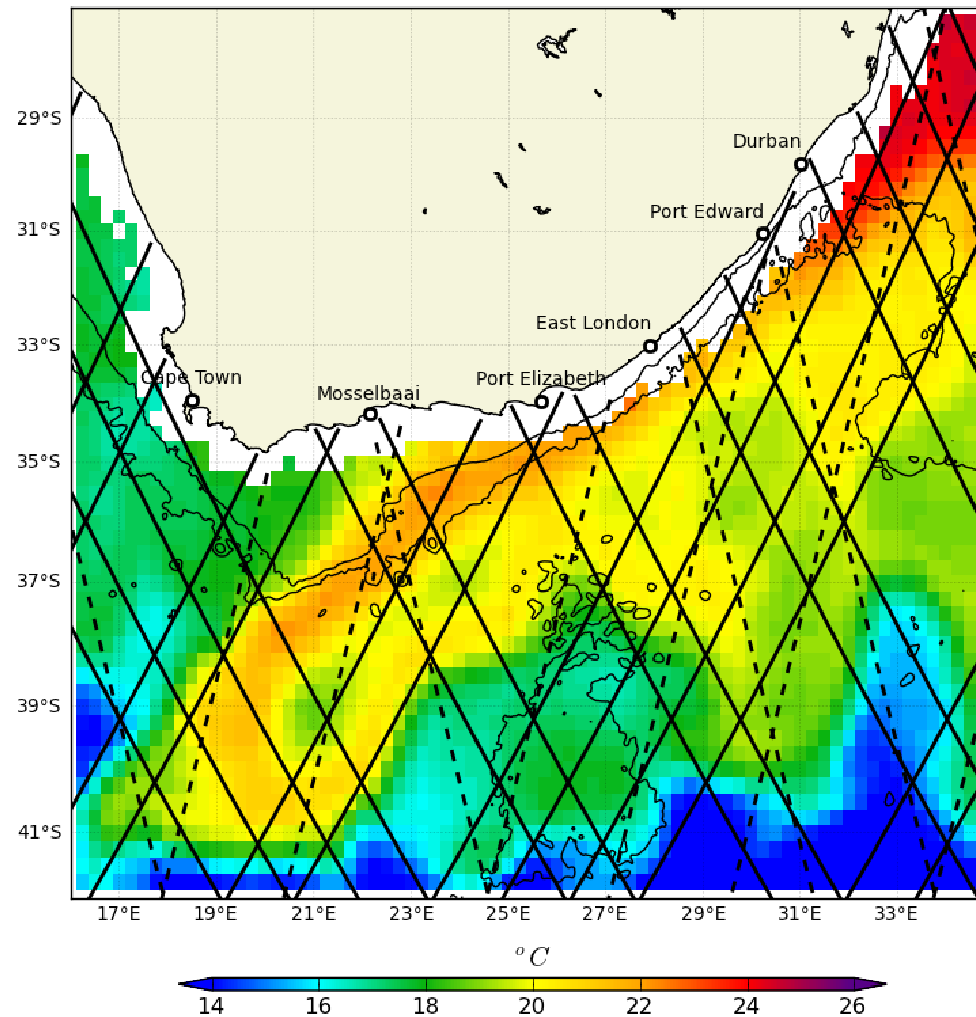 29°S
Durban
Port Edward
31°S
East London
33°S
Cape Town
Mosselbaai
Port Elizabeth
35°S
37°S
39°S
41°S
17°E 19°E 21°E 23°E 25°E 27°E 29°E 31°E 33°E
°C
14 16 18 20 22 24 26